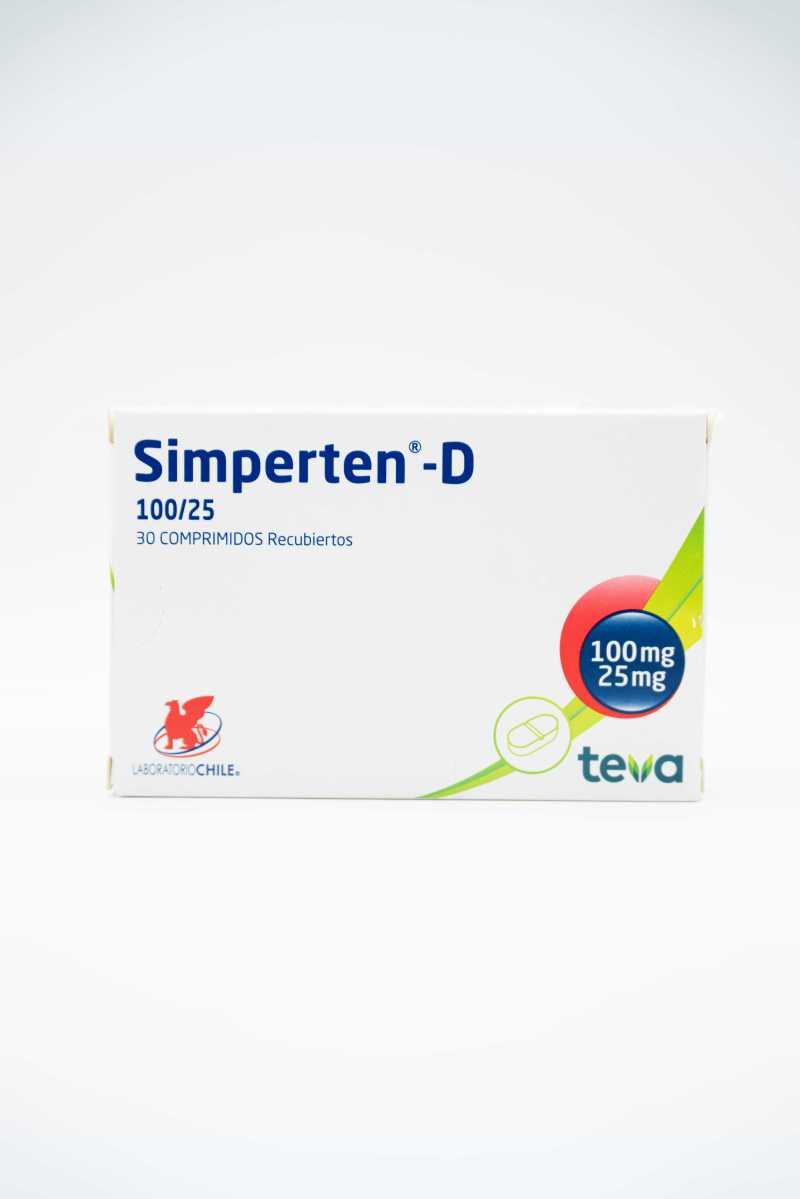 Simperten®-D
100/25
30 COMPRIMIDOS Recubiertos
100mg
25mg
LABORATORIOCHILE®
teva